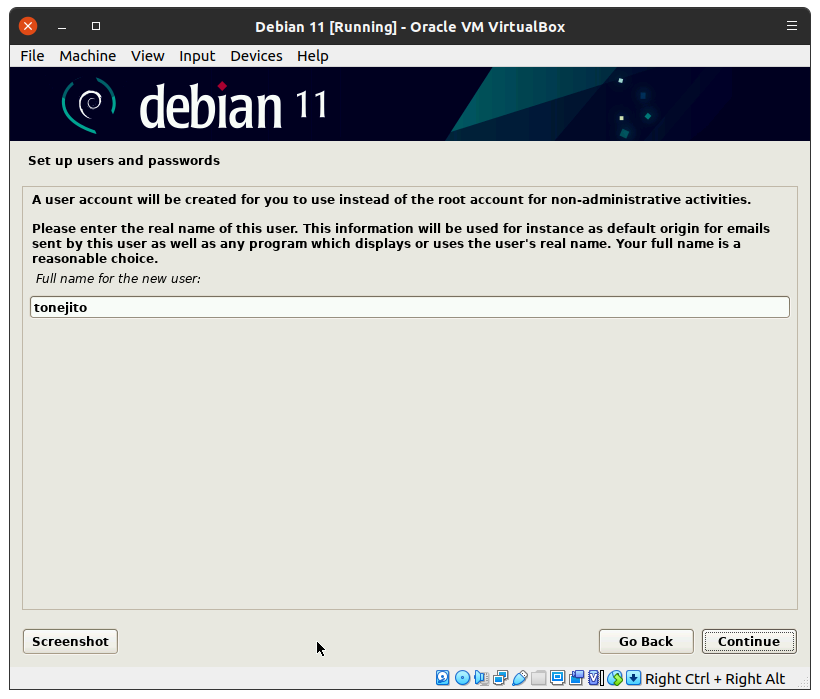 Debian 11 [Running] - Oracle VM VirtualBox
File Machine View Input Devices Help
debian 11
Set up users and passwords
A user account will be created for you to use instead of the root account for non-administrative activities.
Please enter the real name of this user. This information will be used for instance as default origin for emails
sent by this user as well as any program which displays or uses the user's real name. Your full name is a
reasonable choice.
Full name for the new user:
tonejito
Screenshot Go Back Continue
Right Ctrl + Right Alt